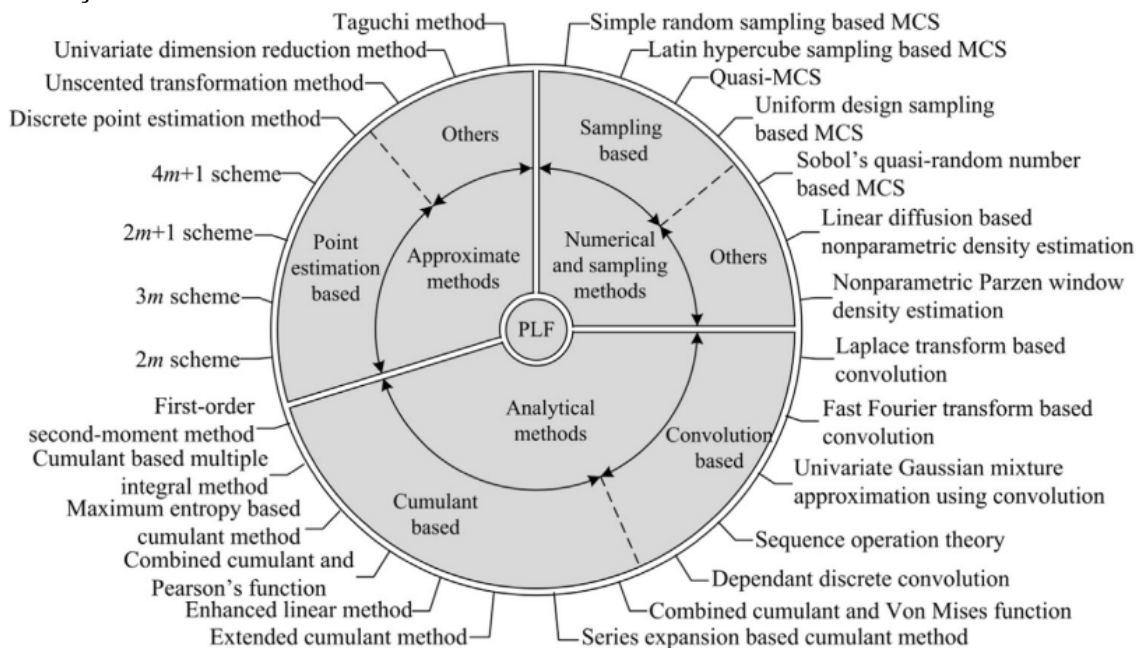 Taguchi method
Univariate dimension reduction method
Unscented transformation method
Discrete point estimation method
4m+1 scheme
2m+1 scheme
3m scheme
2m scheme
First-order
second-moment method
Cumulant based multiple
integral method
Maximum entropy based
cumulant method
Combined cumulant and
Pearson's function
Enhanced linear method
Extended cumulant method
Simple random sampling based MCS
Latin hypercube sampling based MCS
Quasi-MCS
Uniform design sampling
based MCS
Sobol's quasi-random number
based MCS
Linear diffusion based
nonparametric density estimation
Nonparametric Parzen window
density estimation
Laplace transform based
convolution
Fast Fourier transform based
convolution
Univariate Gaussian mixture
approximation using convolution
Sequence operation theory
Dependant discrete convolution
Combined cumulant and Von Mises function
Series expansion based cumulant method
Others
Sampling
based
Point
estimation
based
Approximate
methods
Numerical
and sampling
methods
Others
PLF
Analytical
methods
Convolution
based
Cumulant
based